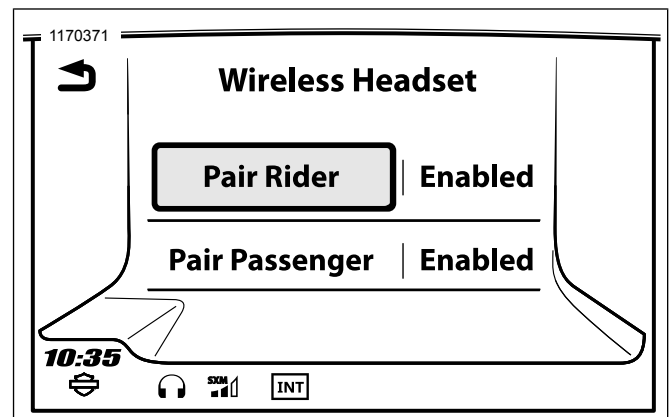 1170371
Wireless Headset
Pair Rider Enabled
Pair Passenger Enabled
10:35
SXM INT